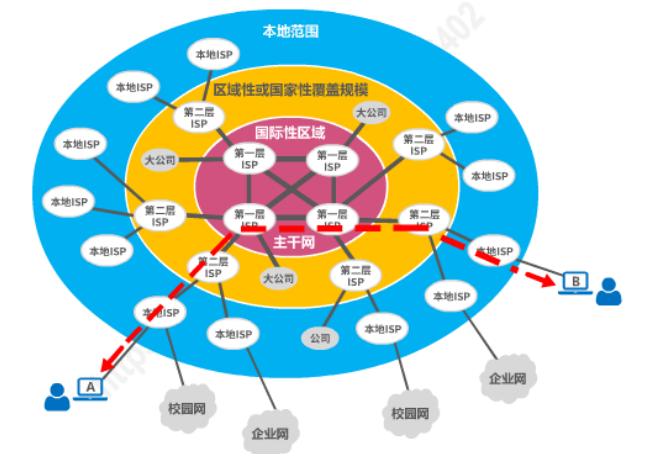 本地范围
本地ISP
本地ISP
区域性或国家性覆盖规模
第二层
ISP
大公司
本地ISP
国际性区域
本地ISP
第二层
ISP
大公司
第一层
ISP
第一层
ISP
本地ISP
本地ISP
第二层
ISP
第一层
ISP
第一层
ISP
第二层
ISP
本地ISP
主干网
本地ISP
第二层
ISP
大公司
第二层
ISP
B
本地ISP
本地ISP
本地ISP
公司
本地ISP
A
企业网
校园网
校园网
企业网